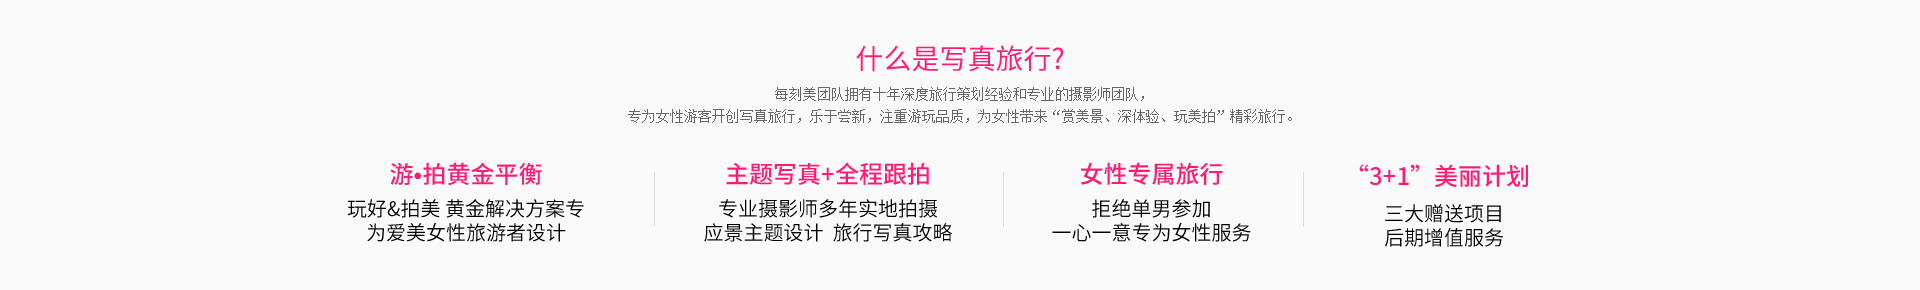 什么是写真旅行?
每刻美团队拥有十年深度旅行策划经验和专业的摄影师团队，
专为女性游客开创写真旅行，乐于尝新，注重游玩品质，为女性带来“赏美景、深体验、玩美拍”精彩旅行。
游•拍黄金平衡
玩好&拍美 黄金解决方案专
为爱美女性旅游者设计
主题写真+全程跟拍
专业摄影师多年实地拍摄
应景主题设计 旅行写真攻略
女性专属旅行
拒绝单男参加
一心一意专为女性服务
“3+1”美丽计划
三大赠送项目
后期增值服务